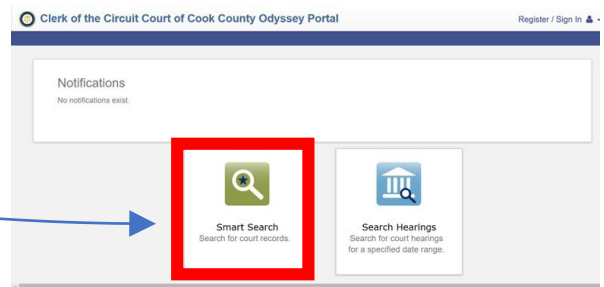 Clerk of the Circuit Court of Cook County Odyssey Portal
Register / Sign In
Notifications
No notifications exist.
Smart Search
Search for court records.
Search Hearings
Search for court hearings
for a specified date range.